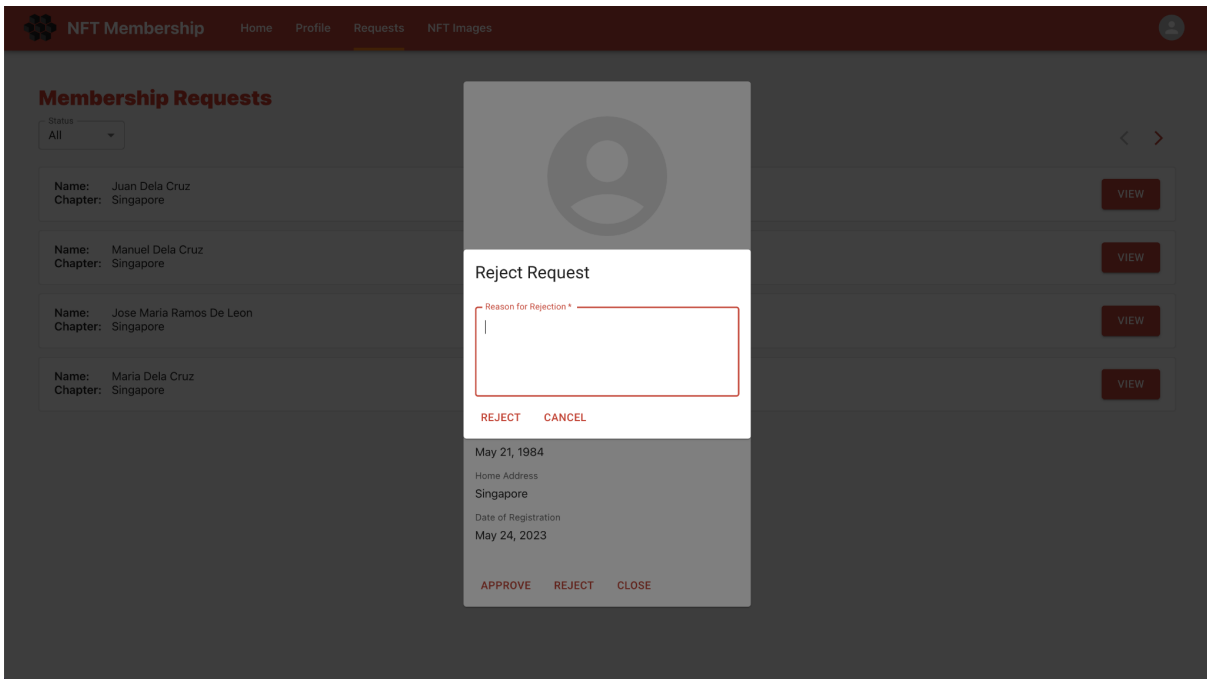 NFT Membership Home Profile Requests NFT Images
Membership Requests
Status
All
Name: Juan Dela Cruz
Chapter: Singapore
VIEW
Name: Manuel Dela Cruz
Chapter: Singapore
VIEW
Name: Jose Maria Ramos De Leon
Chapter: Singapore
VIEW
Name: Maria Dela Cruz
Chapter: Singapore
VIEW
Reject Request
Reason for Rejection *
REJECT CANCEL
May 21, 1984
Home Address
Singapore
Date of Registration
May 24, 2023
APPROVE REJECT CLOSE